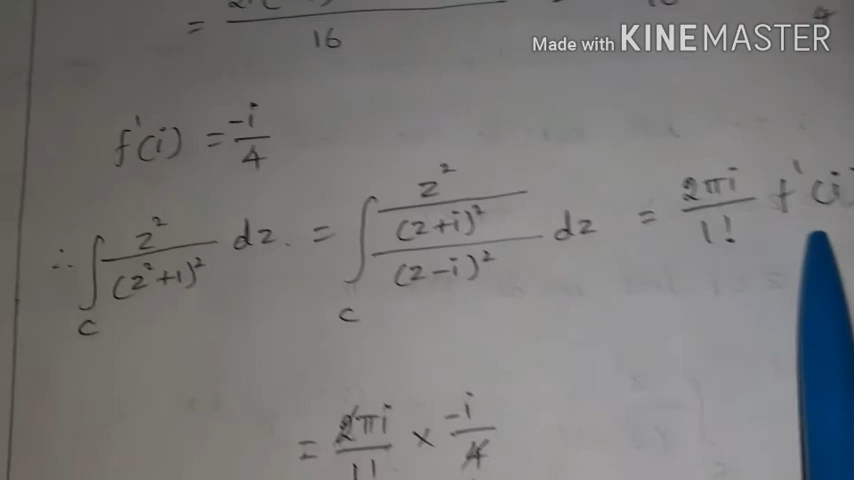 = / 16
Made with KINEMASTER
f'(i) = -i/4
∴ ∫_C z²/(z²+1)² dz. = ∫_C (z²/(z+i)²)/(z-i)² dz = 2πi/1! f'(i)
= 2πi/1! × -i/4